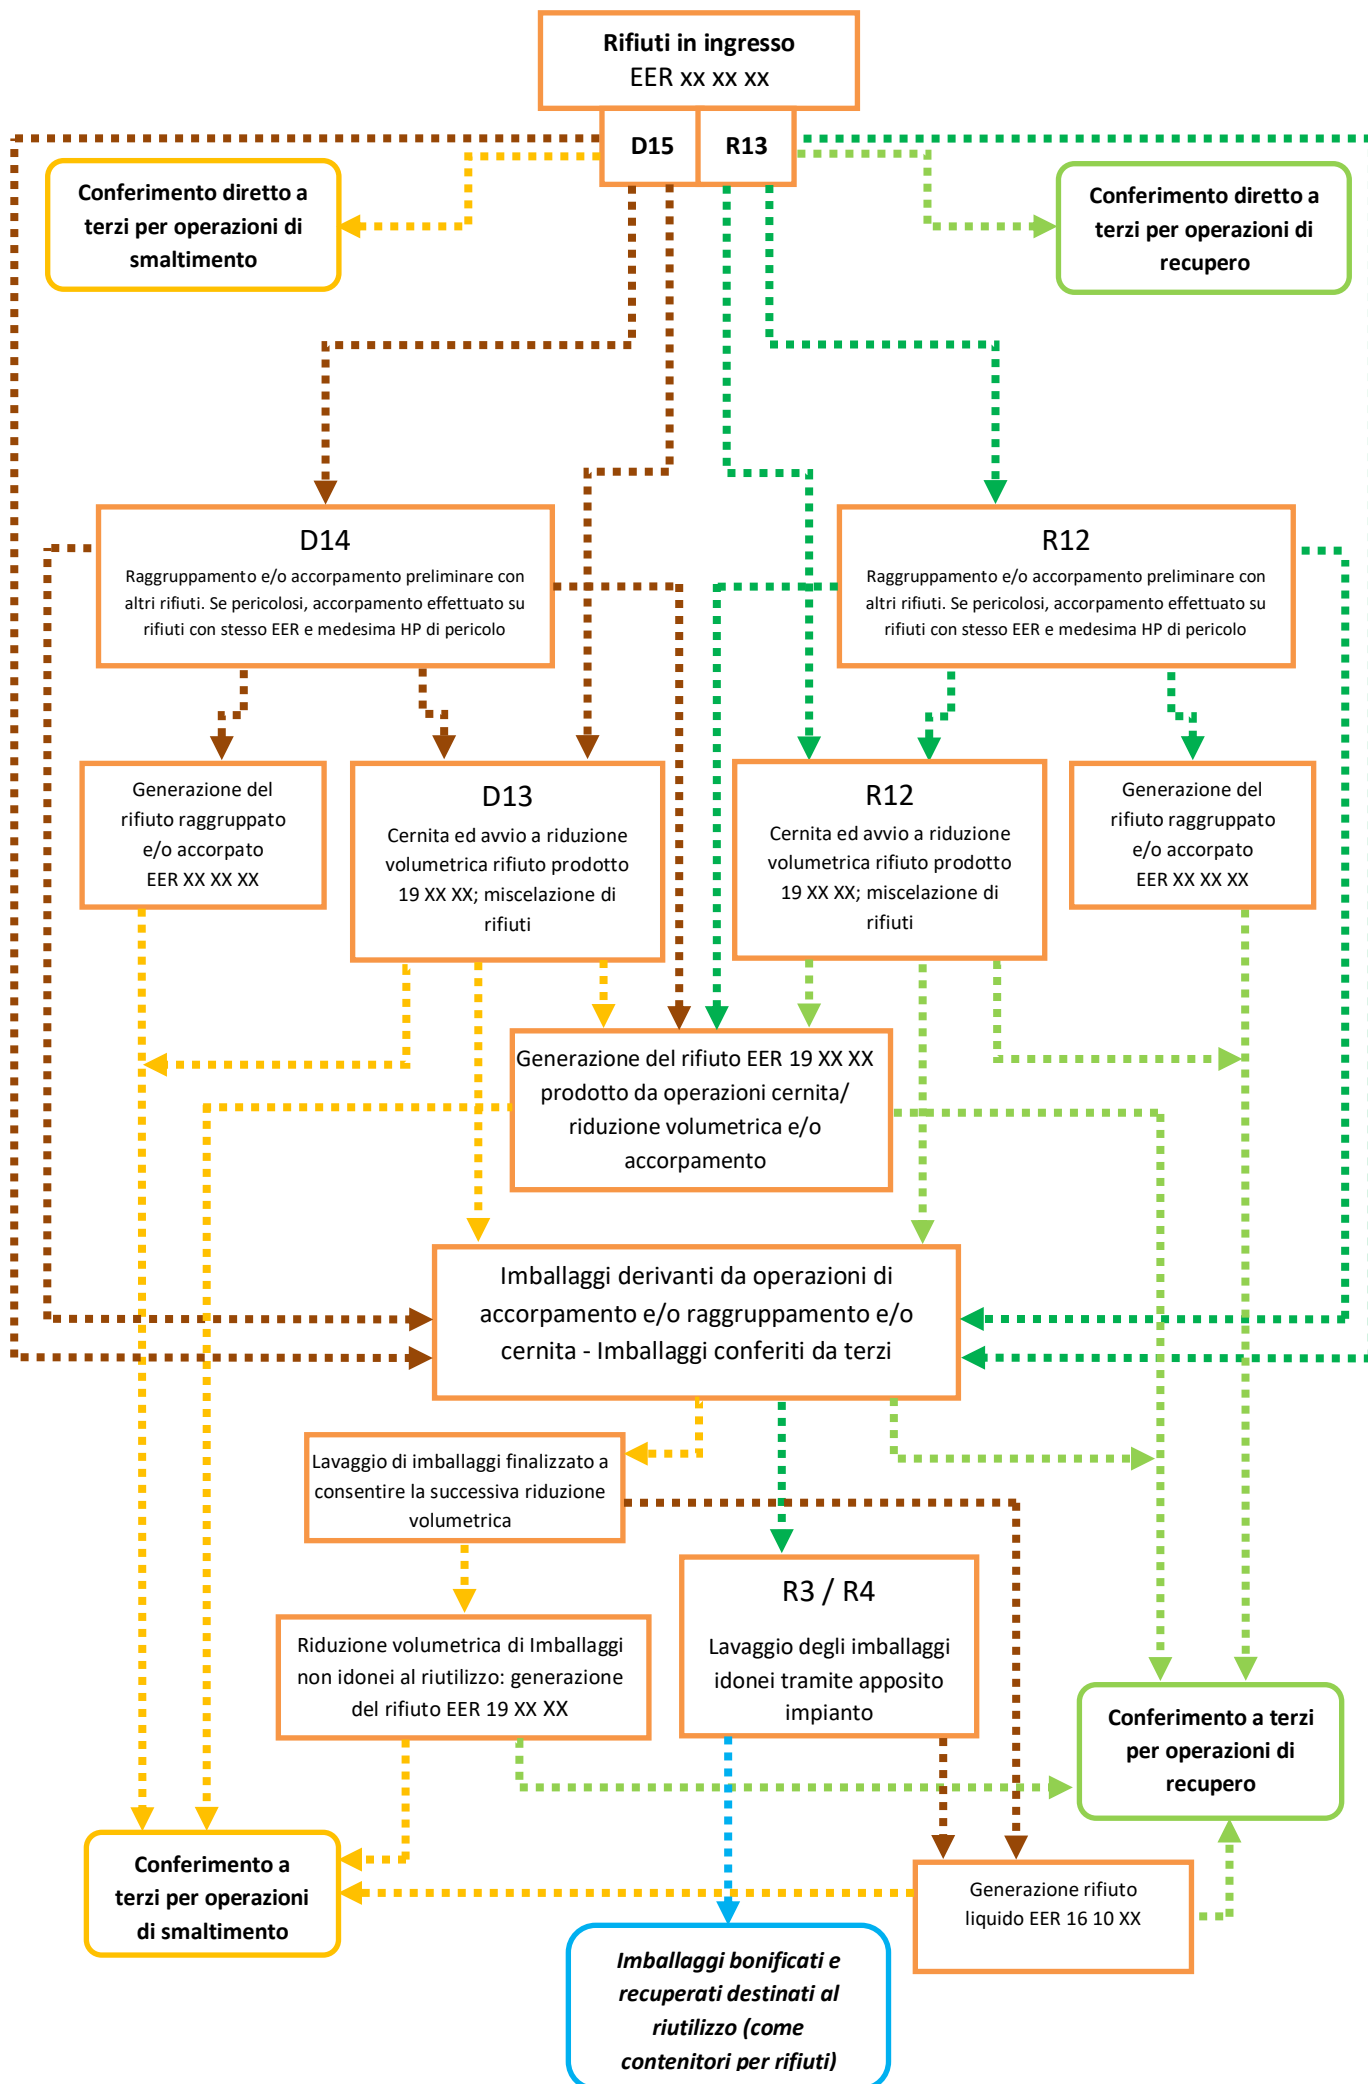 Rifiuti in ingresso
EER xx xx xx
D15
R13
Conferimento diretto a
terzi per operazioni di
smaltimento
Conferimento diretto a
terzi per operazioni di
recupero
D14
Raggruppamento e/o accorpamento preliminare con
altri rifiuti. Se pericolosi, accorpamento effettuato su
rifiuti con stesso EER e medesima HP di pericolo
R12
Raggruppamento e/o accorpamento preliminare con
altri rifiuti. Se pericolosi, accorpamento effettuato su
rifiuti con stesso EER e medesima HP di pericolo
Generazione del
rifiuto raggruppato
e/o accorpato
EER XX XX XX
D13
Cernita ed avvio a riduzione
volumetrica rifiuto prodotto
19 XX XX; miscelazione di
rifiuti
R12
Cernita ed avvio a riduzione
volumetrica rifiuto prodotto
19 XX XX; miscelazione di
rifiuti
Generazione del
rifiuto raggruppato
e/o accorpato
EER XX XX XX
Generazione del rifiuto EER 19 XX XX
prodotto da operazioni cernita/
riduzione volumetrica e/o
accorpamento
Imballaggi derivanti da operazioni di
accorpamento e/o raggruppamento e/o
cernita - Imballaggi conferiti da terzi
Lavaggio di imballaggi finalizzato a
consentire la successiva riduzione
volumetrica
R3 / R4
Lavaggio degli imballaggi
idonei tramite apposito
impianto
Riduzione volumetrica di Imballaggi
non idonei al riutilizzo: generazione
del rifiuto EER 19 XX XX
Conferimento a terzi
per operazioni di
recupero
Conferimento a
terzi per operazioni
di smaltimento
Generazione rifiuto
liquido EER 16 10 XX
Imballaggi bonificati e
recuperati destinati al
riutilizzo (come
contenitori per rifiuti)